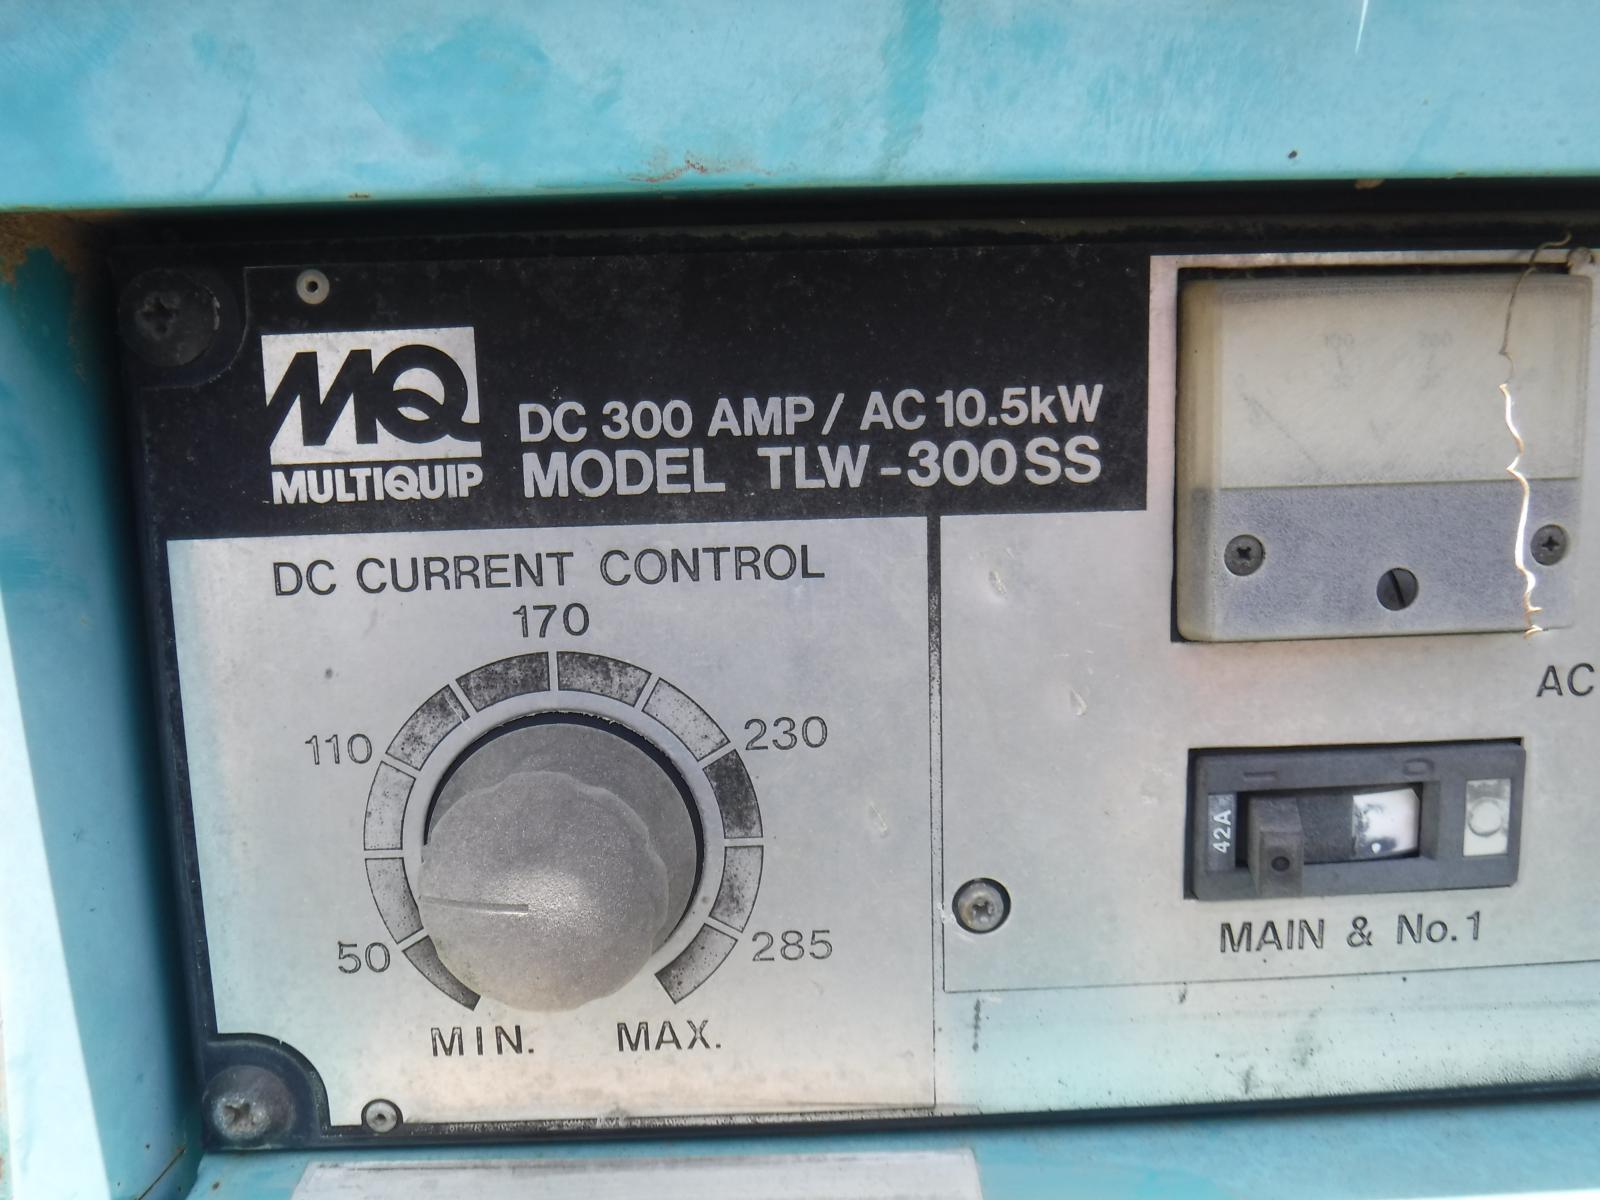 MQ
MULTIQUIP
DC 300 AMP/ AC 10.5kW
MODEL TLW-300SS
DC CURRENT CONTROL
170
110
230
50
285
MIN. MAX.
AC
42A
MAIN & No.1